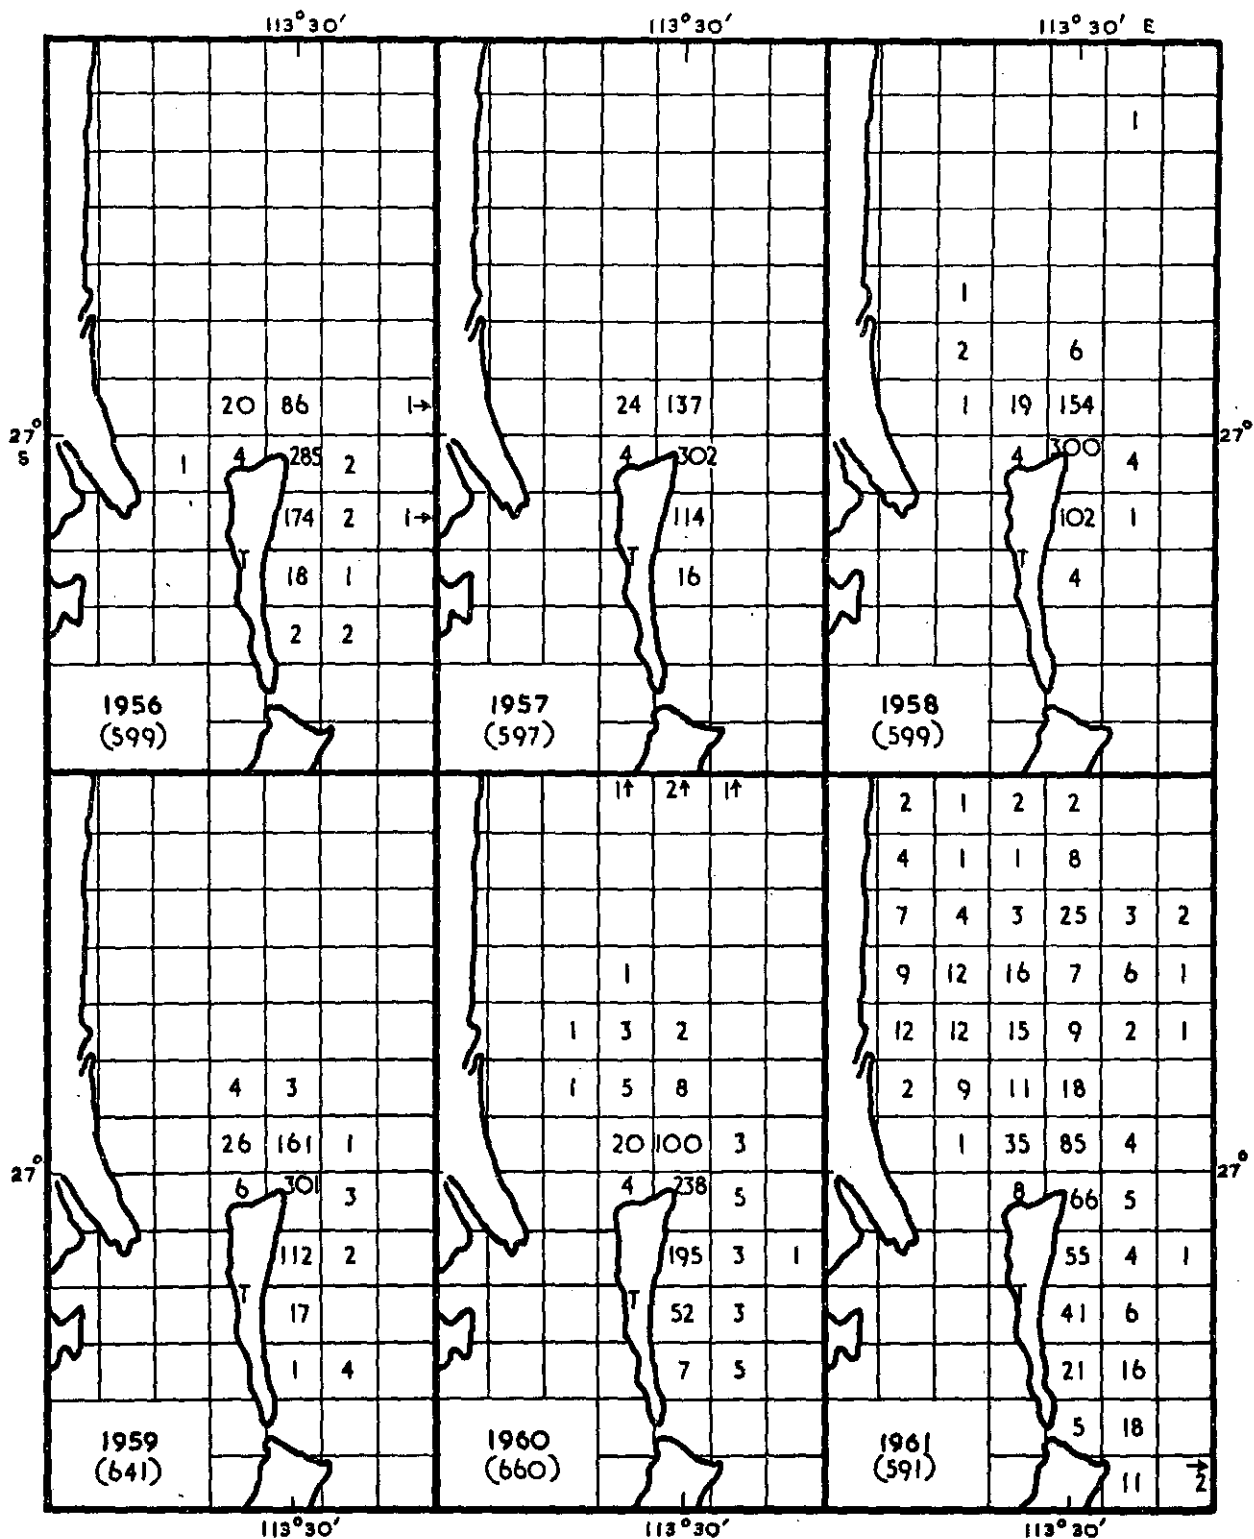 113°30' 113°30' 113°30' E
1
1
2 6
20 86 1→ 24 137 1 19 154
27° S 27°
1 4 285 2 4 302 4 300 4
174 2 1→ 114 102 1
T T T
18 1 16 4
2 2
1956 1957 1958
(599) (597) (599)
1↑ 2↑ 1↑ 2 1 2 2
4 1 1 8
7 4 3 25 3 2
1 9 12 16 7 6 1
1 3 2 12 12 15 9 2 1
4 3 1 5 8 2 9 11 18
26 161 1 20 100 3 1 35 85 4
27° 27°
6 301 3 4 238 5 8 66 5
112 2 195 3 1 55 4 1
T T T
17 52 3 41 6
1 4 7 5 21 16
5 18
1959 1960 1961
(641) (660) (591)
11 →2
113°30' 113°30' 113°30'